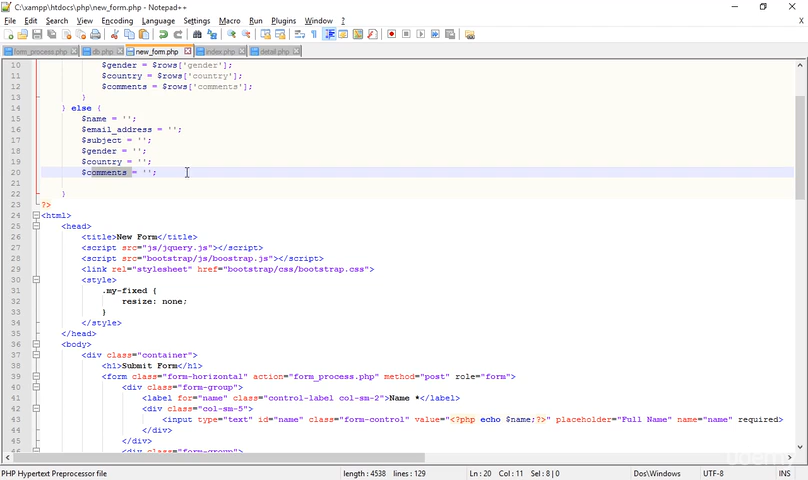 C:\xampp\htdocs\php\new_form.php - Notepad++
File Edit Search View Encoding Language Settings Macro Run Plugins Window ?
form_process.php db.php new_form.php index.php detail.php
10 $gender = $rows['gender'];
11 $country = $rows['country'];
12 $comments = $rows['comments'];
13 }
14 } else {
15 $name = '';
16 $email_address = '';
17 $subject = '';
18 $gender = '';
19 $country = '';
20 $comments = '';
21
22 }
23 ?>
24 <html>
25 <head>
26 <title>New Form</title>
27 <script src="js/jquery.js"></script>
28 <script src="bootstrap/js/boostrap.js"></script>
29 <link rel="stylesheet" href="bootstrap/css/bootstrap.css">
30 <style>
31 .my-fixed {
32 resize: none;
33 }
34 </style>
35 </head>
36 <body>
37 <div class="container">
38 <h1>Submit Form</h1>
39 <form class="form-horizontal" action="form_process.php" method="post" role="form">
40 <div class="form-group">
41 <label for="name" class="control-label col-sm-2">Name *</label>
42 <div class="col-sm-5">
43 <input type="text" id="name" class="form-control" value="<?php echo $name;?>" placeholder="Full Name" name="name" required>
44 </div>
45 </div>
46 <div class="form-group">
PHP Hypertext Preprocessor file length : 4538 lines : 129 Ln : 20 Col : 11 Sel : 8 | 0 Dos\Windows UTF-8 INS
udemy